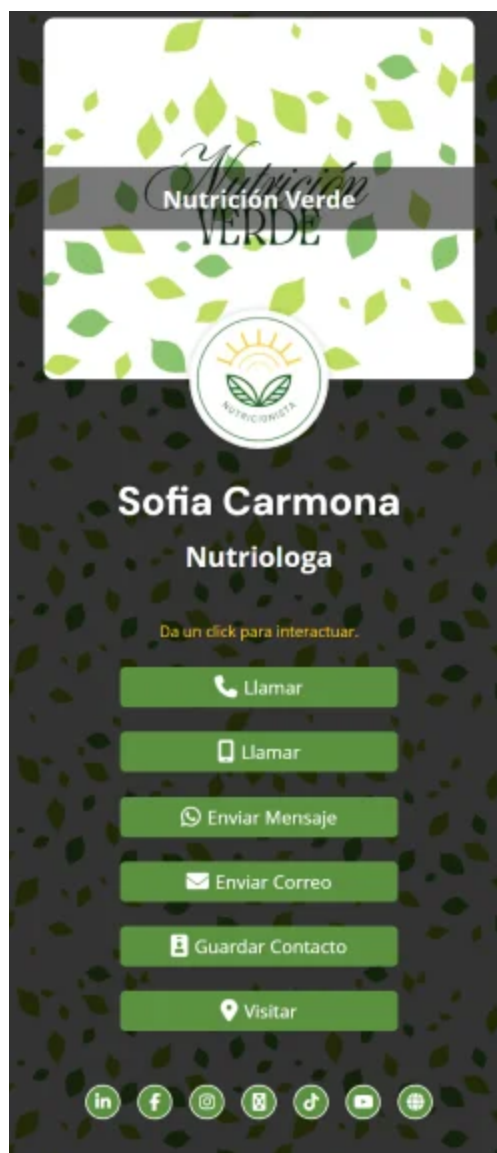 Nutrición
VERDE
Nutrición Verde
NUTRICIONISTA
Sofia Carmona
Nutriologa
Da un click para interactuar.
Llamar
Llamar
Enviar Mensaje
Enviar Correo
Guardar Contacto
Visitar
in
f